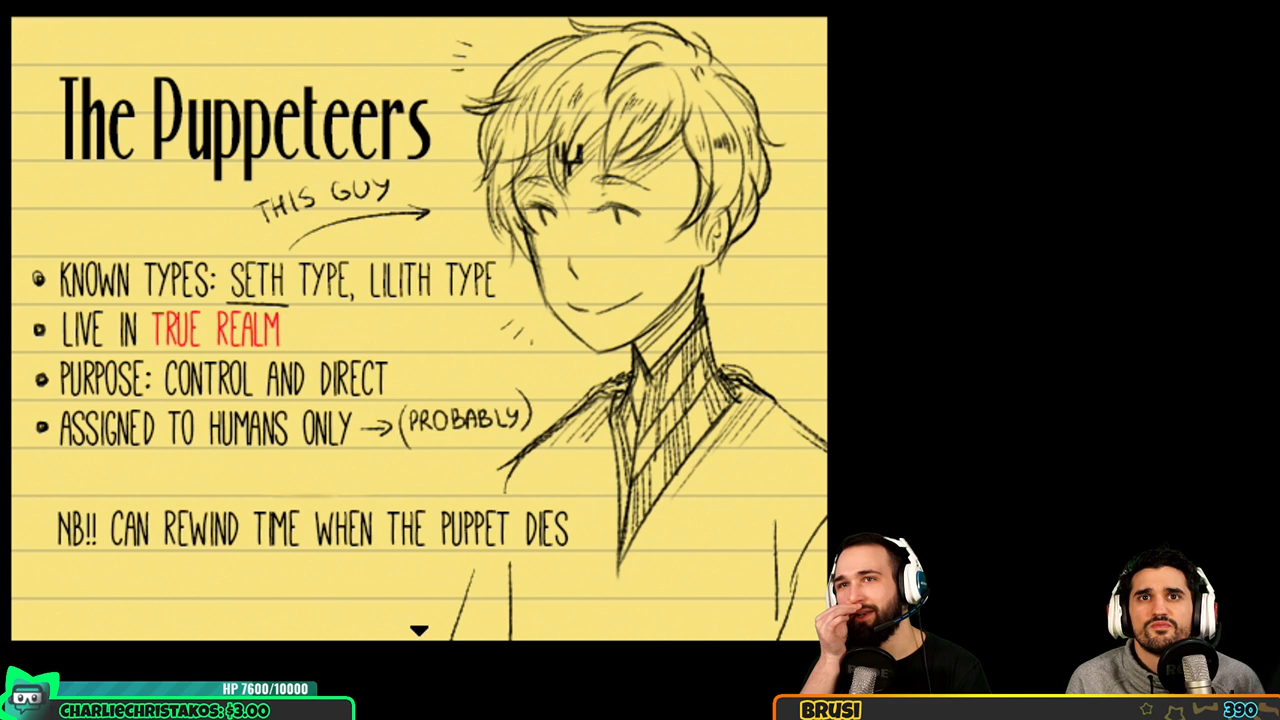 The Puppeteers
THIS GUY
KNOWN TYPES: SETH TYPE, LILITH TYPE
LIVE IN TRUE REALM
PURPOSE: CONTROL AND DIRECT
ASSIGNED TO HUMANS ONLY → (PROBABLY)
NB!! CAN REWIND TIME WHEN THE PUPPET DIES
HP 7600/10000
CHARLIECHRISTAKOS: $3.00
BRUSI
390